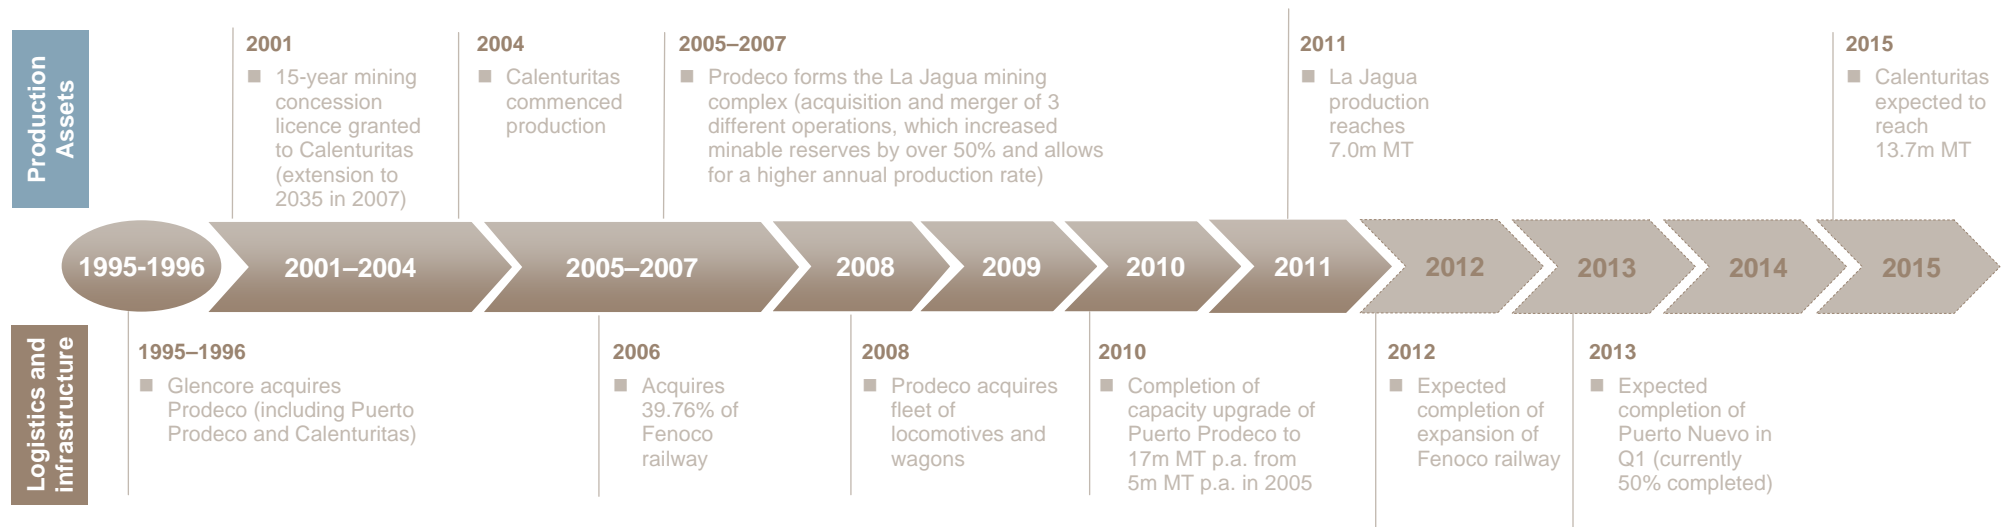 Production
Assets
2001
■ 15-year mining
concession
licence granted
to Calenturitas
(extension to
2035 in 2007)
2004
■ Calenturitas
commenced
production
2005–2007
■ Prodeco forms the La Jagua mining
complex (acquisition and merger of 3
different operations, which increased
minable reserves by over 50% and allows
for a higher annual production rate)
2011
■ La Jagua
production
reaches
7.0m MT
2015
■ Calenturitas
expected to
reach
13.7m MT
1995-1996
2001–2004
2005–2007
2008
2009
2010
2011
2012
2013
2014
2015
Logistics and
infrastructure
1995–1996
■ Glencore acquires
Prodeco (including Puerto
Prodeco and Calenturitas)
2006
■ Acquires
39.76% of
Fenoco
railway
2008
■ Prodeco acquires
fleet of
locomotives and
wagons
2010
■ Completion of
capacity upgrade of
Puerto Prodeco to
17m MT p.a. from
5m MT p.a. in 2005
2012
■ Expected
completion of
expansion of
Fenoco railway
2013
■ Expected
completion of
Puerto Nuevo in
Q1 (currently
50% completed)